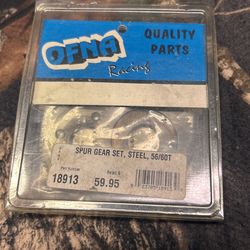 OFNA
Racing
QUALITY
PARTS
SPUR GEAR SET, STEEL, 56/60T
18913
59.95